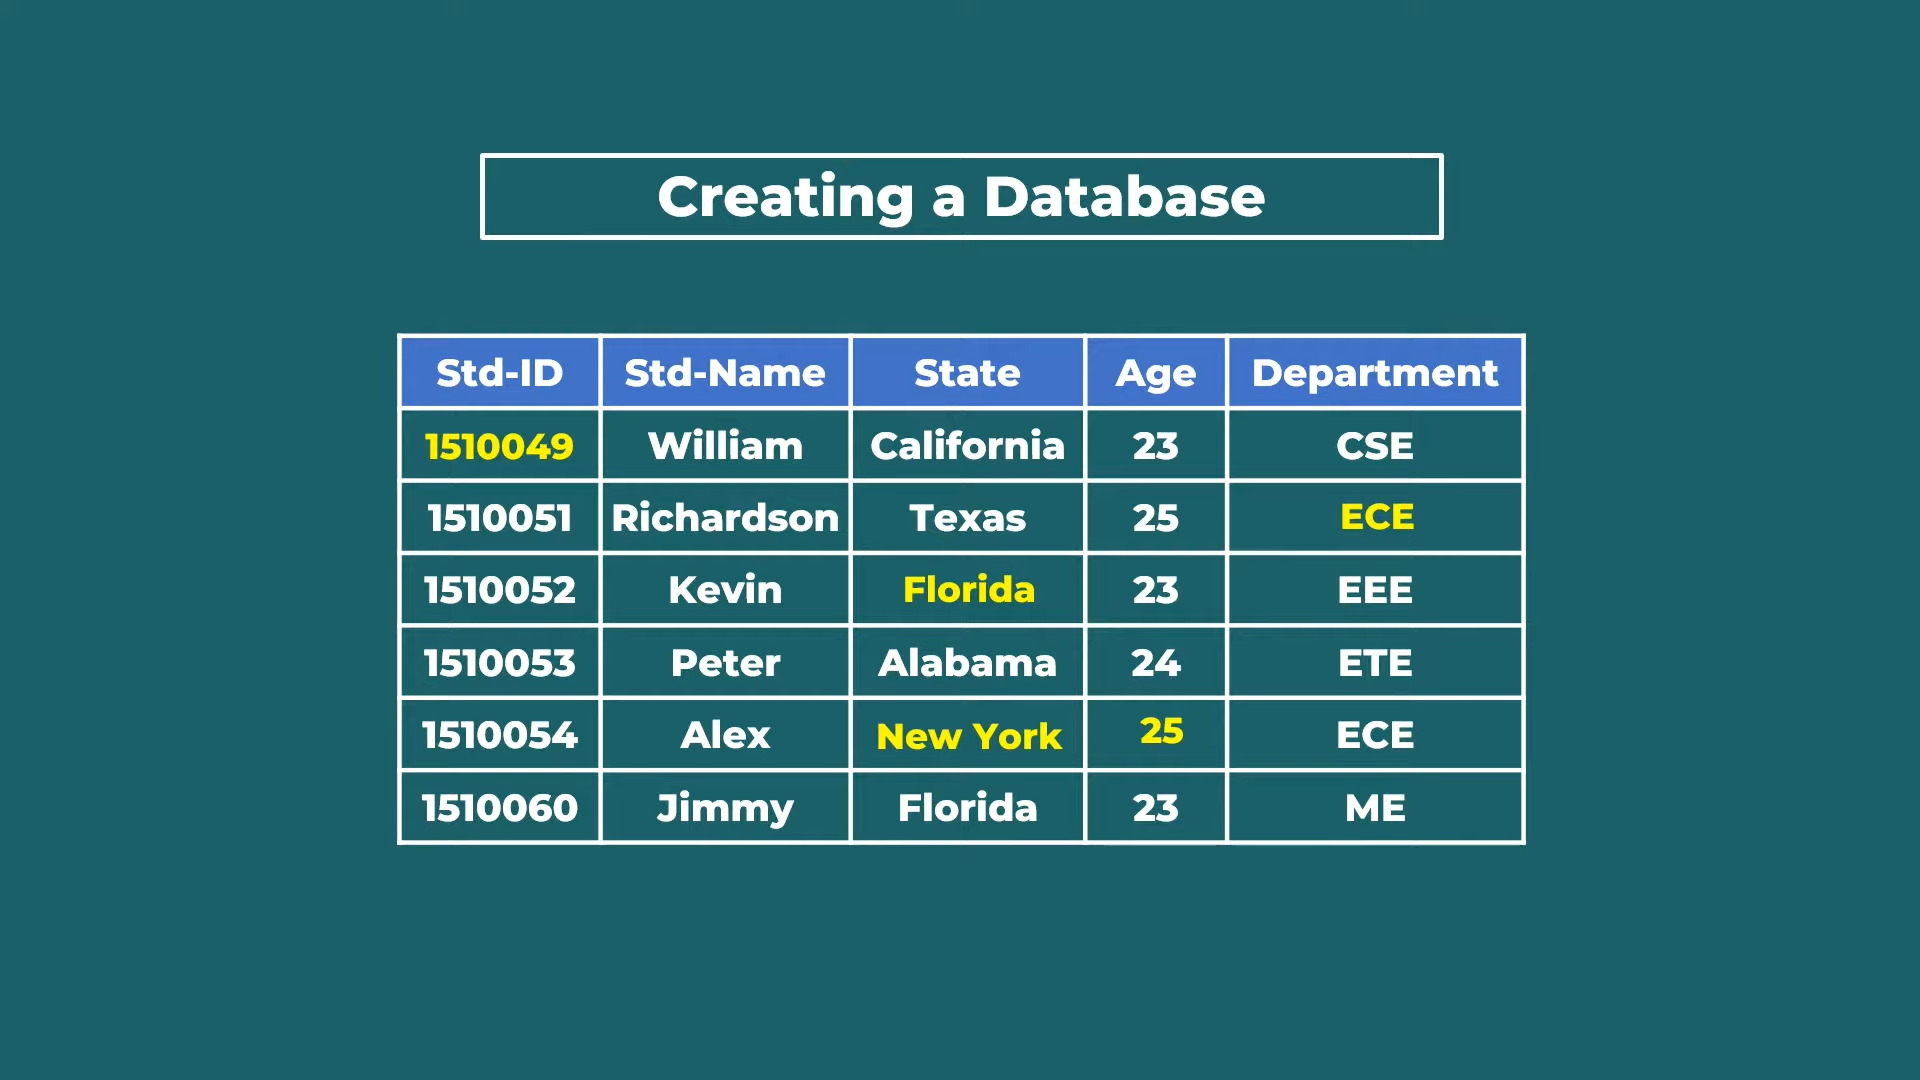 Creating a Database
Std-ID Std-Name State Age Department
1510049 William California 23 CSE
1510051 Richardson Texas 25 ECE
1510052 Kevin Florida 23 EEE
1510053 Peter Alabama 24 ETE
1510054 Alex New York 25 ECE
1510060 Jimmy Florida 23 ME